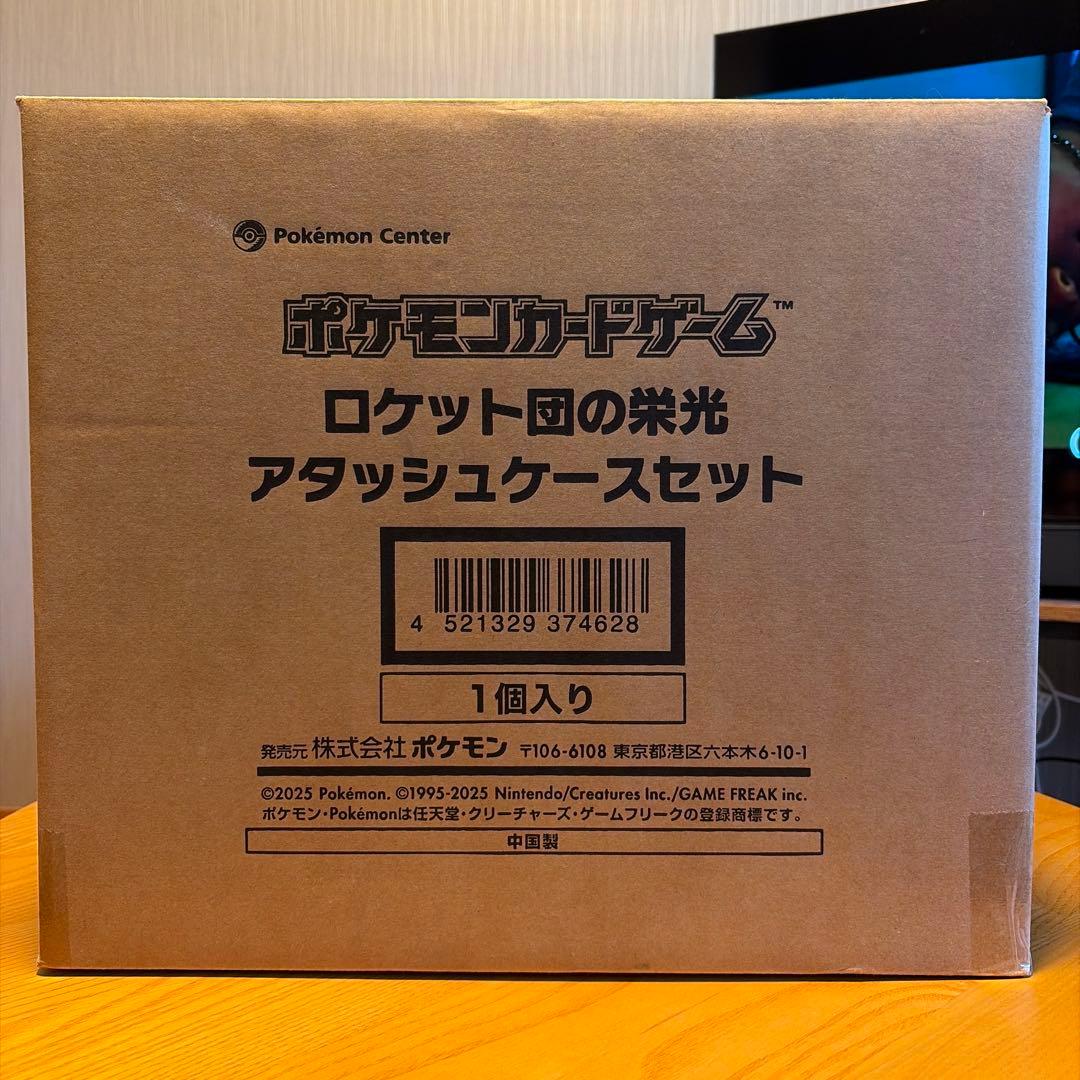 Pokémon Center
ポケモンカードゲーム™
ロケット団の栄光
アタッシュケースセット
4 521329 374628
1個入り
発売元 株式会社 ポケモン 〒106-6108 東京都港区六本木6-10-1
©2025 Pokémon. ©1995-2025 Nintendo/Creatures Inc./GAME FREAK inc.
ポケモン・Pokémonは任天堂・クリーチャーズ・ゲームフリークの登録商標です。
中国製